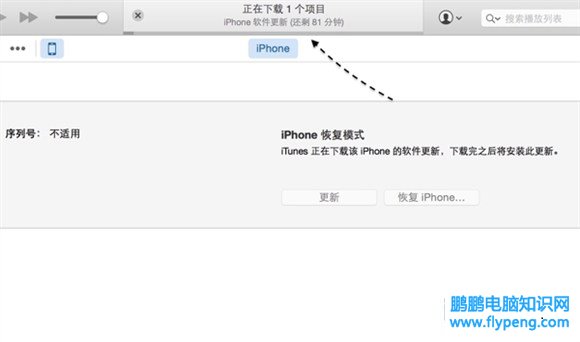 正在下载 1 个项目
iPhone 软件更新 (还剩 81 分钟)
搜索播放列表
iPhone
序列号： 不适用
iPhone 恢复模式
iTunes 正在下载该 iPhone 的软件更新，下载完之后将安装此更新。
更新
恢复 iPhone…
鹏鹏电脑知识网
www.flypeng.com